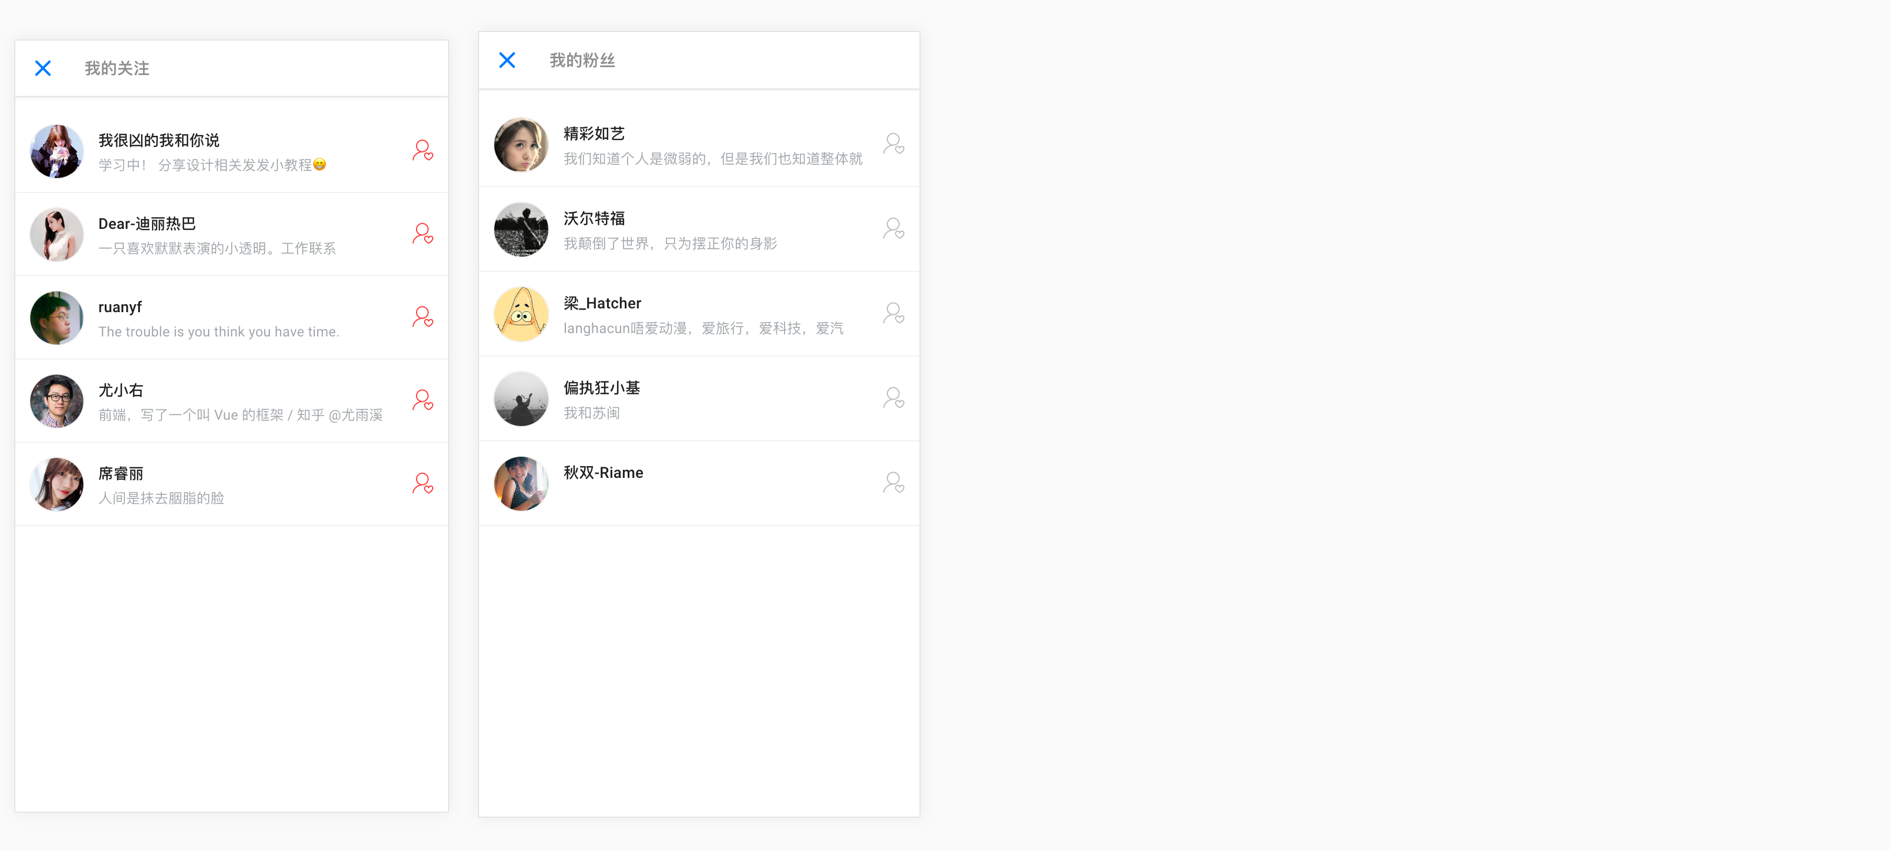 我的关注
我很凶的我和你说
学习中！ 分享设计相关发发小教程😁
Dear-迪丽热巴
一只喜欢默默表演的小透明。工作联系
ruanyf
The trouble is you think you have time.
尤小右
前端，写了一个叫 Vue 的框架 / 知乎 @尤雨溪
席睿丽
人间是抹去胭脂的脸
我的粉丝
精彩如艺
我们知道个人是微弱的，但是我们也知道整体就
沃尔特福
我颠倒了世界，只为摆正你的身影
梁_Hatcher
langhacun唔爱动漫，爱旅行，爱科技，爱汽
偏执狂小基
我和苏闽
秋双-Riame